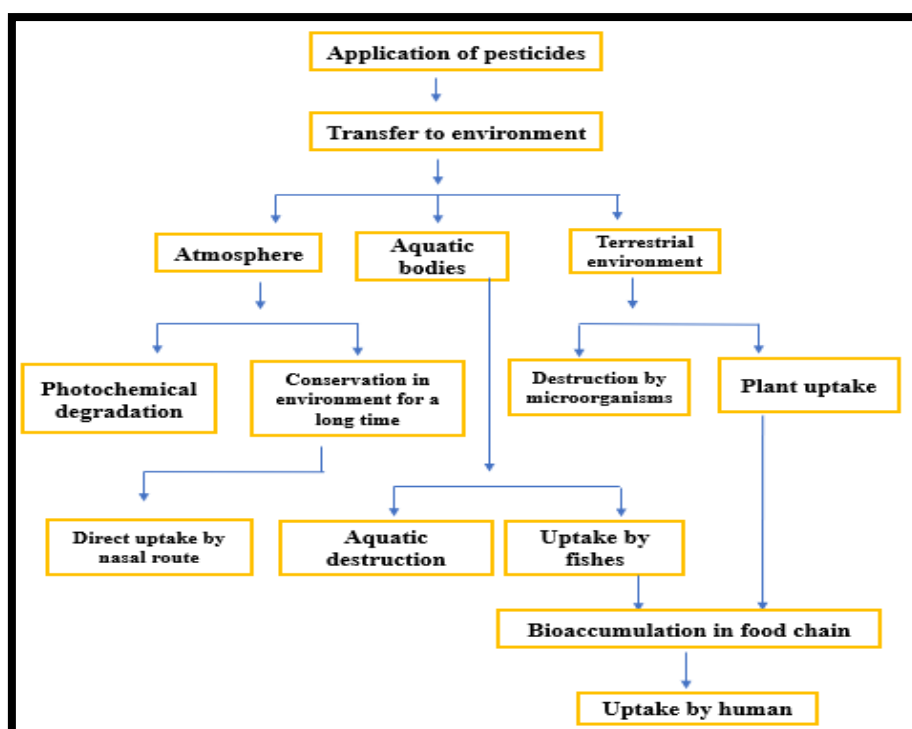 Application of pesticides
Transfer to environment
Atmosphere
Aquatic
bodies
Terrestrial
environment
Photochemical
degradation
Conservation in
environment for a
long time
Destruction by
microorganisms
Plant uptake
Direct uptake by
nasal route
Aquatic
destruction
Uptake by
fishes
Bioaccumulation in food chain
Uptake by human